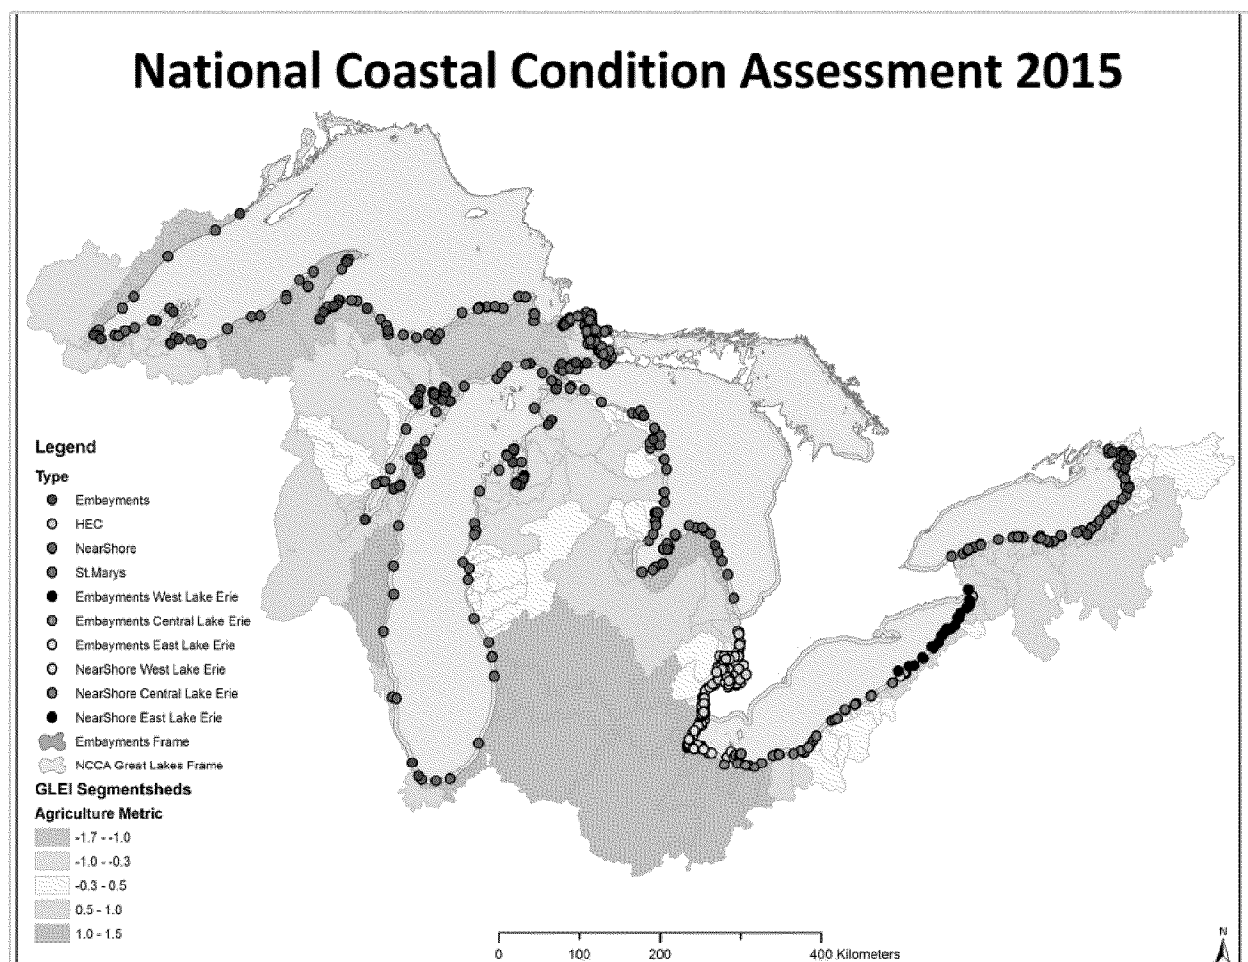 National Coastal Condition Assessment 2015
Legend
Type
Embayments
HEC
NearShore
St.Marys
Embayments West Lake Erie
Embayments Central Lake Erie
Embayments East Lake Erie
NearShore West Lake Erie
NearShore Central Lake Erie
NearShore East Lake Erie
Embayments Frame
NCCA Great Lakes Frame
GLEI Segmentsheds
Agriculture Metric
-1.7 - -1.0
-1.0 - -0.3
-0.3 - 0.5
0.5 - 1.0
1.0 - 1.5
0 100 200 400 Kilometers
N